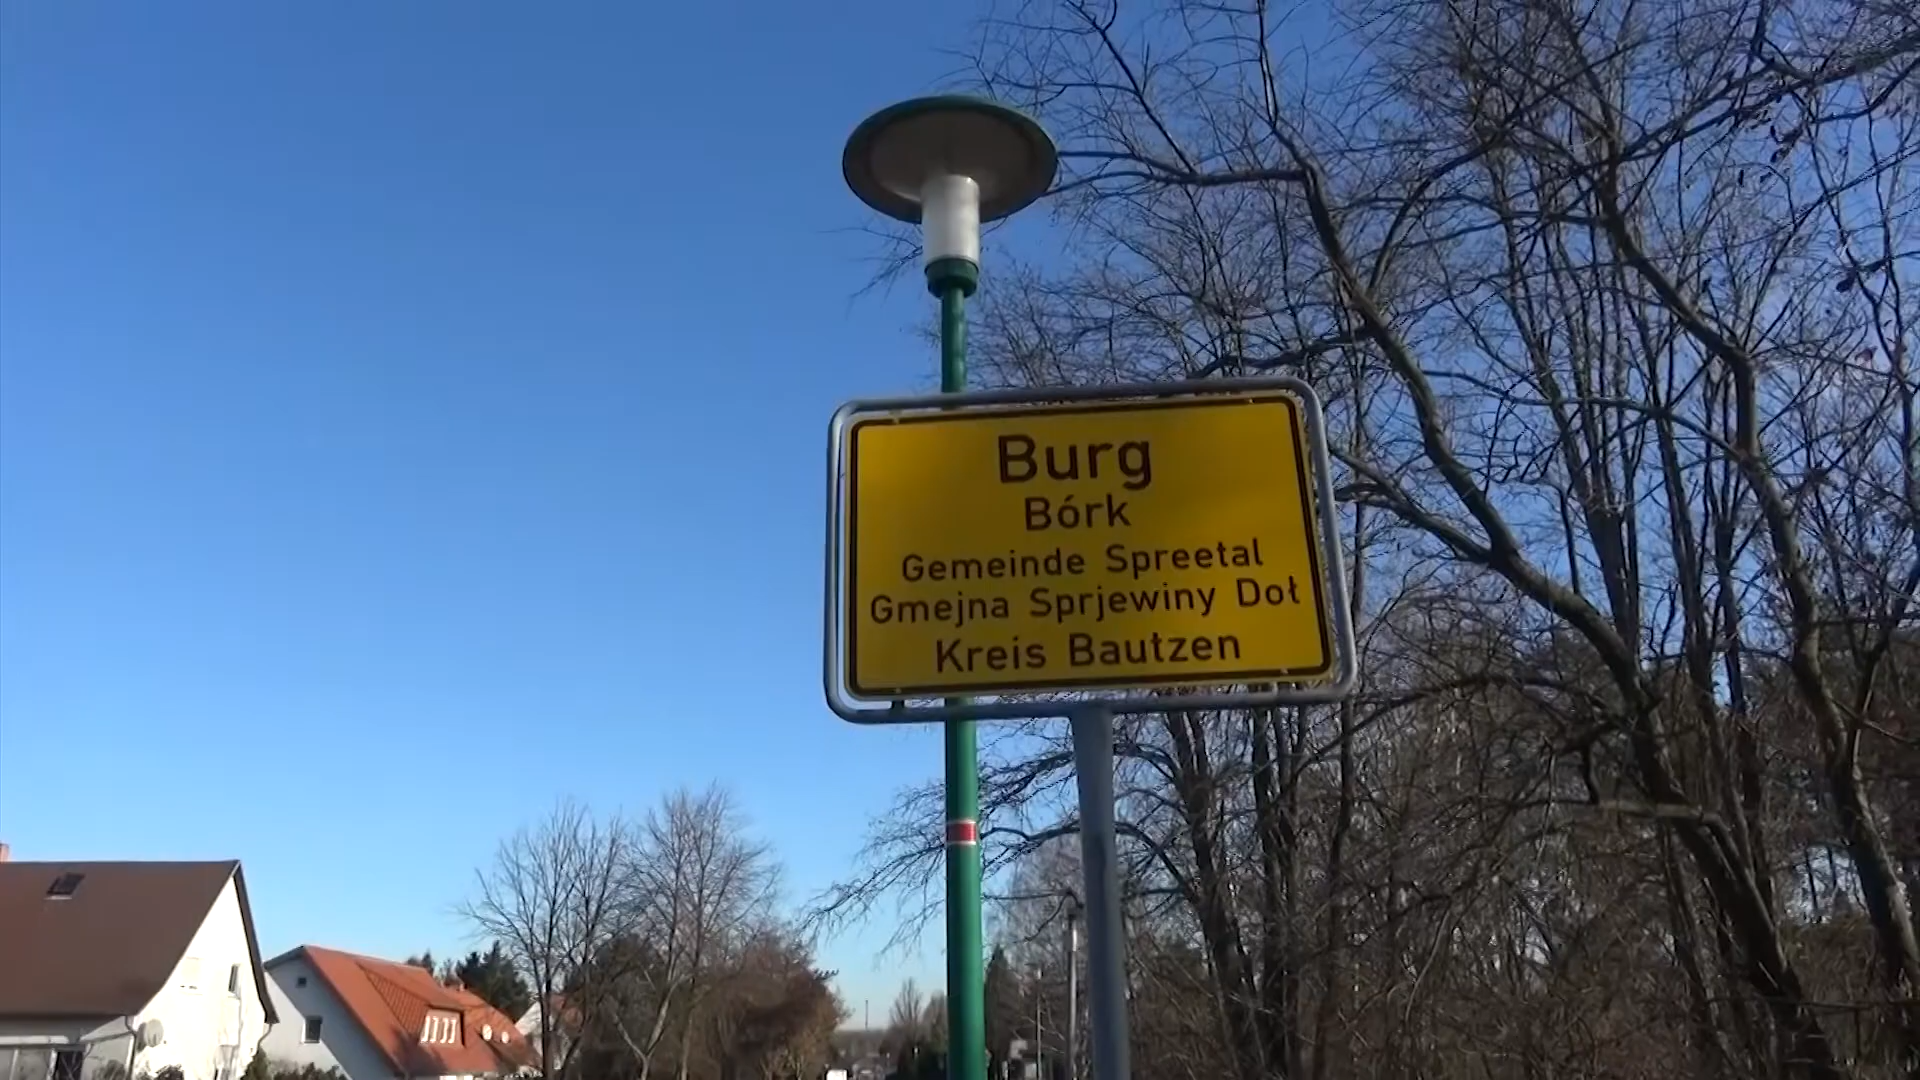 Burg
Bórk
Gemeinde Spreetal
Gmejna Sprjewiny Doł
Kreis Bautzen